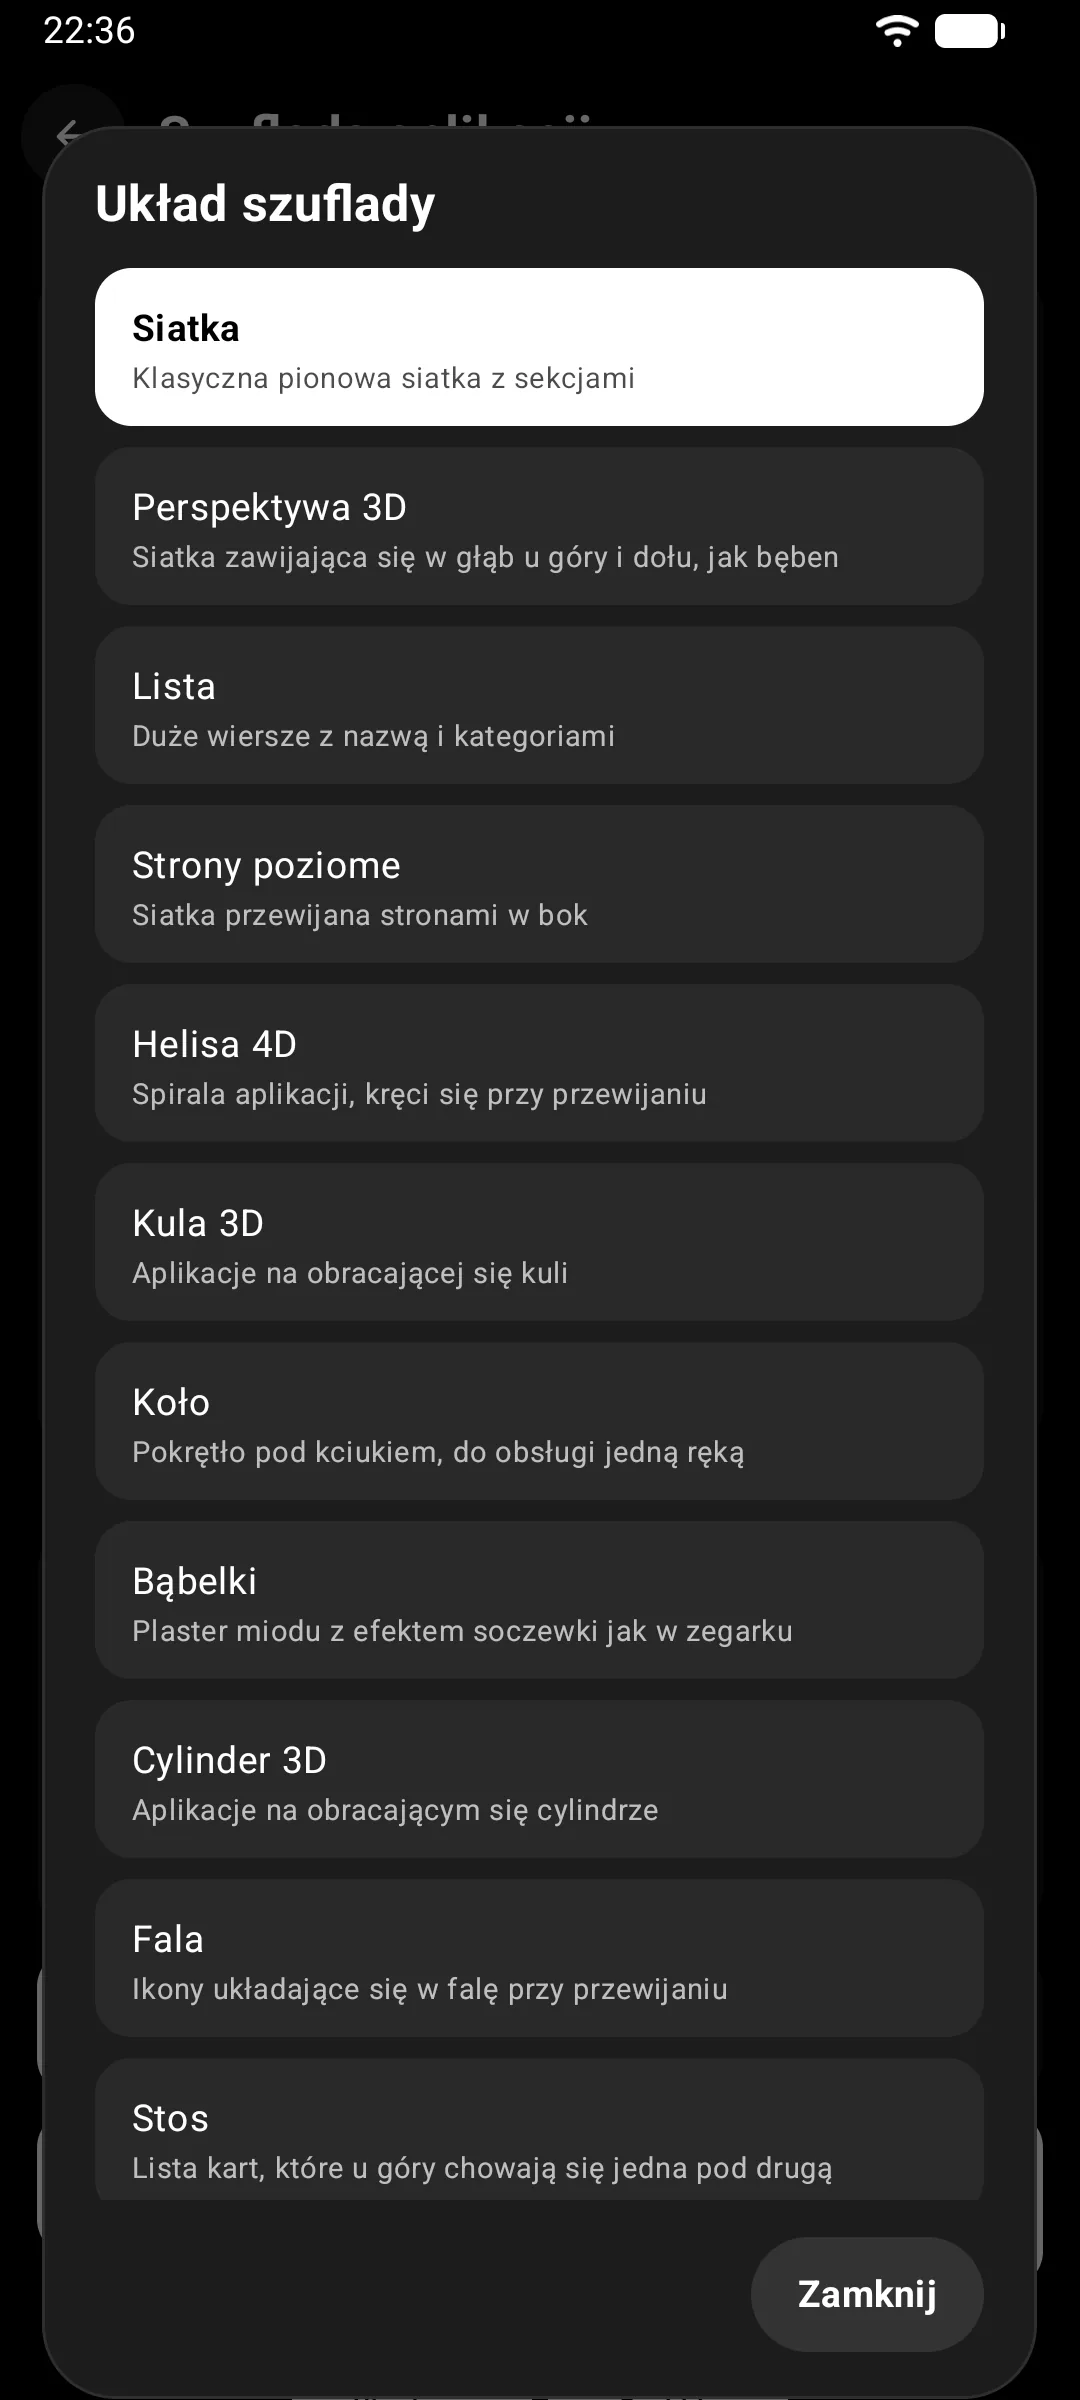 22:36
Szuflada aplikacji
Układ szuflady
Siatka
Klasyczna pionowa siatka z sekcjami
Perspektywa 3D
Siatka zawijająca się w głąb u góry i dołu, jak bęben
Lista
Duże wiersze z nazwą i kategoriami
Strony poziome
Siatka przewijana stronami w bok
Helisa 4D
Spirala aplikacji, kręci się przy przewijaniu
Kula 3D
Aplikacje na obracającej się kuli
Koło
Pokrętło pod kciukiem, do obsługi jedną ręką
Bąbelki
Plaster miodu z efektem soczewki jak w zegarku
Cylinder 3D
Aplikacje na obracającym się cylindrze
Fala
Ikony układające się w falę przy przewijaniu
Stos
Lista kart, które u góry chowają się jedna pod drugą
Zamknij